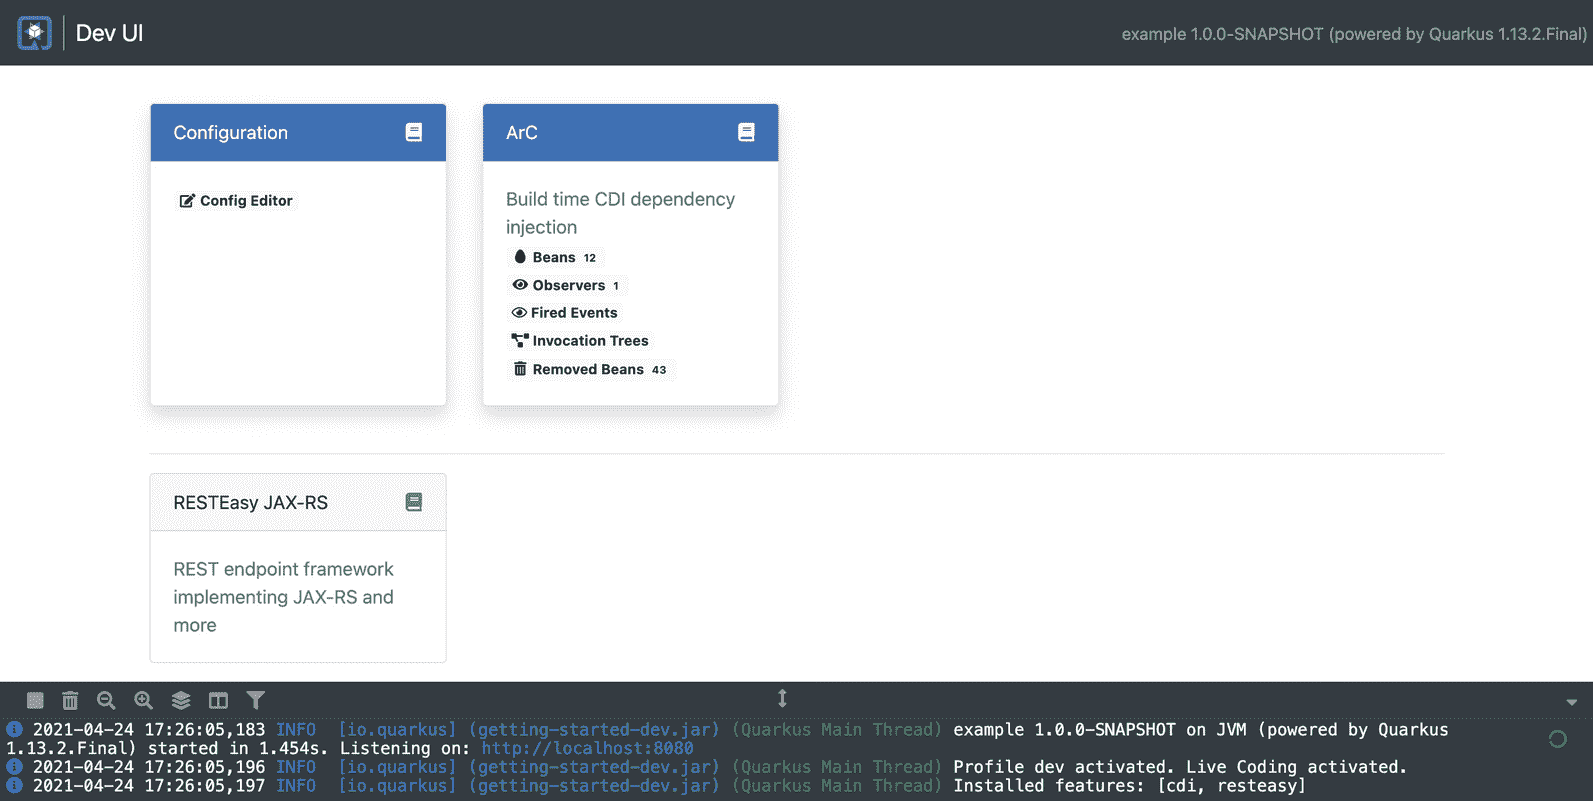 Dev UI
example 1.0.0-SNAPSHOT (powered by Quarkus 1.13.2.Final)
Configuration
Config Editor
ArC
Build time CDI dependency
injection
Beans 12
Observers 1
Fired Events
Invocation Trees
Removed Beans 43
RESTEasy JAX-RS
REST endpoint framework
implementing JAX-RS and
more
2021-04-24 17:26:05,183 INFO [io.quarkus] (getting-started-dev.jar) (Quarkus Main Thread) example 1.0.0-SNAPSHOT on JVM (powered by Quarkus
1.13.2.Final) started in 1.454s. Listening on: http://localhost:8080
2021-04-24 17:26:05,196 INFO [io.quarkus] (getting-started-dev.jar) (Quarkus Main Thread) Profile dev activated. Live Coding activated.
2021-04-24 17:26:05,197 INFO [io.quarkus] (getting-started-dev.jar) (Quarkus Main Thread) Installed features: [cdi, resteasy]